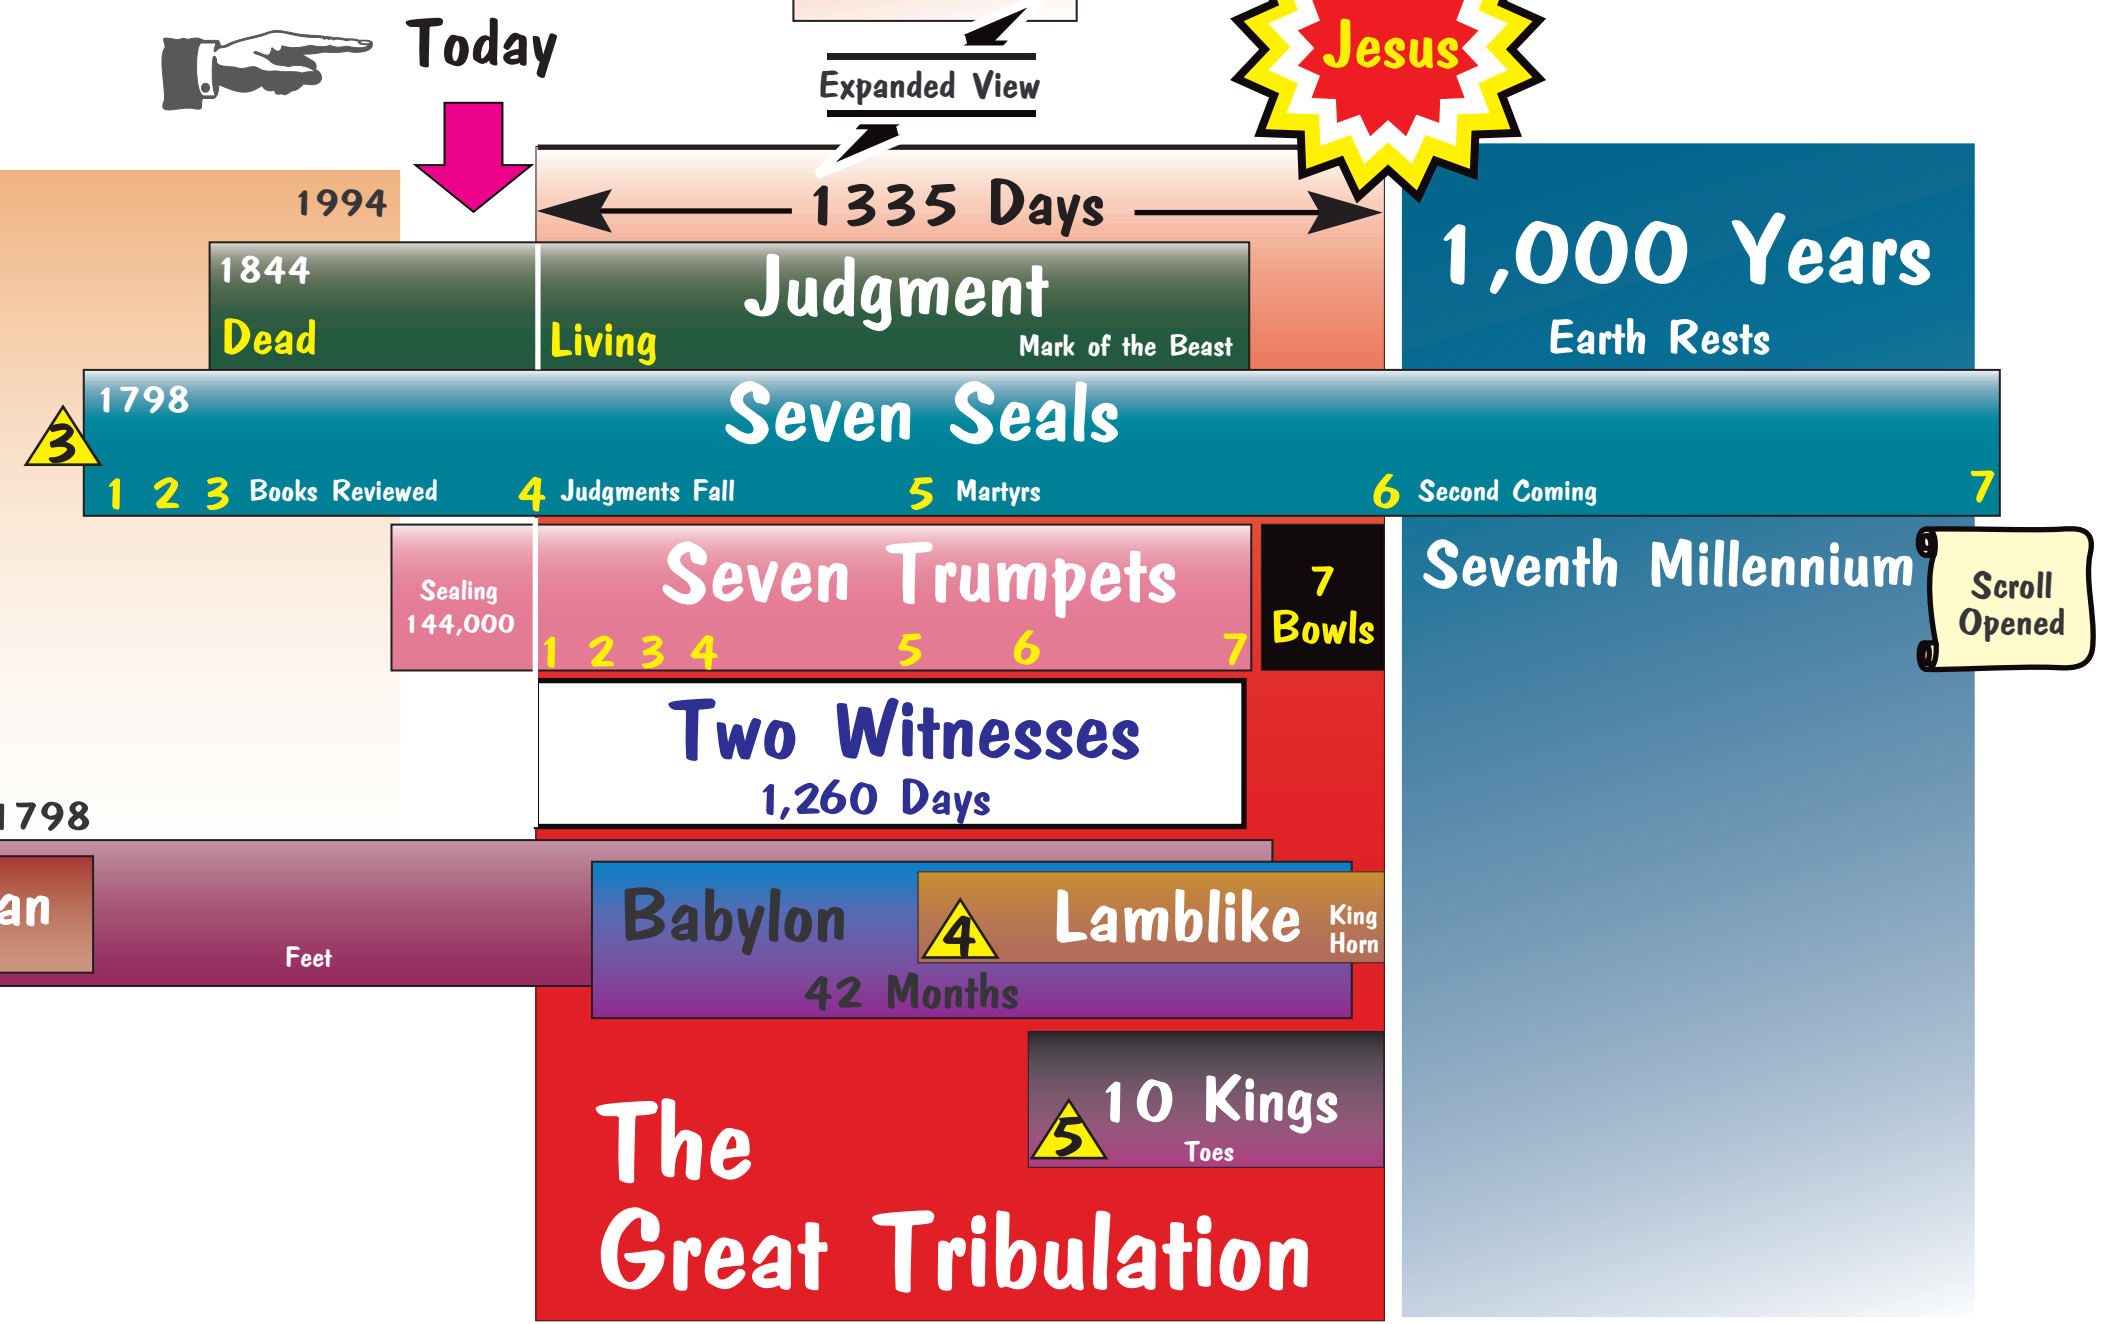 Today
Expanded View
Jesus
1994
1335 Days
1,000 Years
Earth Rests
1844
Judgment
Dead
Living
Mark of the Beast
1798
Seven Seals
3
1 2 3 Books Reviewed 4 Judgments Fall 5 Martyrs 6 Second Coming 7
Sealing
144,000
Seven Trumpets
1 2 3 4 5 6 7
7
Bowls
Seventh Millennium
Scroll
Opened
Two Witnesses
1,260 Days
1798
an
Feet
Babylon
42 Months
4
Lamblike
King
Horn
5
10 Kings
Toes
The
Great Tribulation